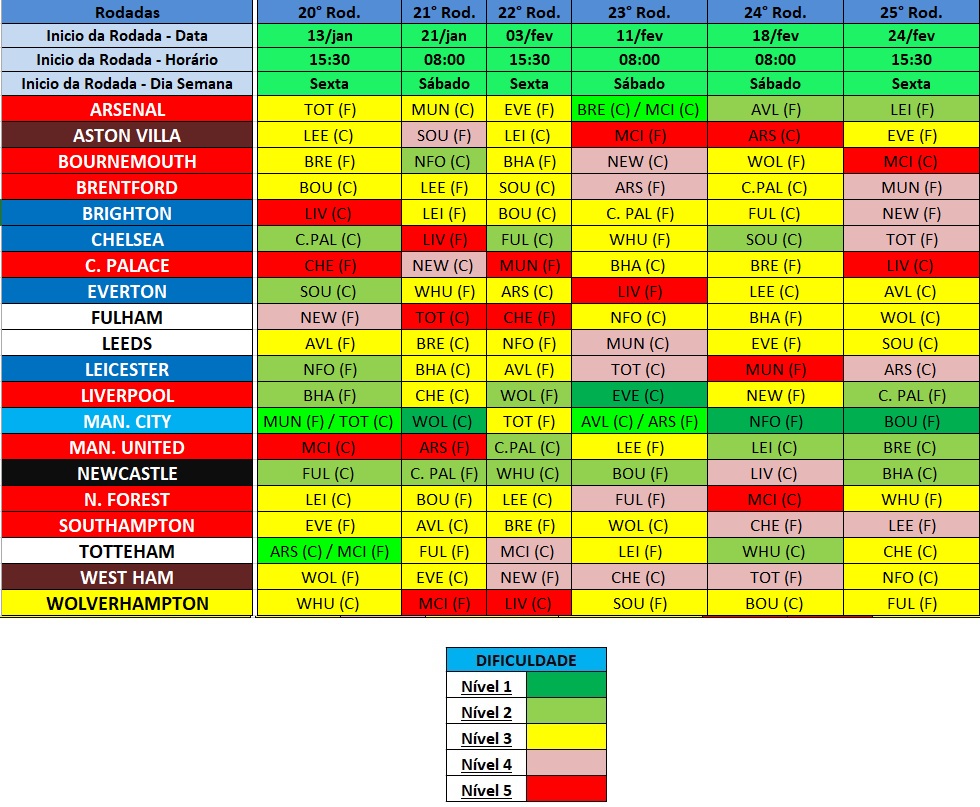 Rodadas 20° Rod. 21° Rod. 22° Rod. 23° Rod. 24° Rod. 25° Rod.
Inicio da Rodada - Data 13/jan 21/jan 03/fev 11/fev 18/fev 24/fev
Inicio da Rodada - Horário 15:30 08:00 15:30 08:00 08:00 15:30
Inicio da Rodada - Dia Semana Sexta Sábado Sexta Sábado Sábado Sexta
ARSENAL TOT (F) MUN (C) EVE (F) BRE (C) / MCI (C) AVL (F) LEI (F)
ASTON VILLA LEE (C) SOU (F) LEI (C) MCI (F) ARS (C) EVE (F)
BOURNEMOUTH BRE (F) NFO (C) BHA (F) NEW (C) WOL (F) MCI (C)
BRENTFORD BOU (C) LEE (F) SOU (C) ARS (F) C.PAL (C) MUN (F)
BRIGHTON LIV (C) LEI (F) BOU (C) C. PAL (F) FUL (C) NEW (F)
CHELSEA C.PAL (C) LIV (F) FUL (C) WHU (F) SOU (C) TOT (F)
C. PALACE CHE (F) NEW (C) MUN (F) BHA (C) BRE (F) LIV (C)
EVERTON SOU (C) WHU (F) ARS (C) LIV (F) LEE (C) AVL (C)
FULHAM NEW (F) TOT (C) CHE (F) NFO (C) BHA (F) WOL (C)
LEEDS AVL (F) BRE (C) NFO (F) MUN (C) EVE (F) SOU (C)
LEICESTER NFO (F) BHA (C) AVL (F) TOT (C) MUN (F) ARS (C)
LIVERPOOL BHA (F) CHE (C) WOL (F) EVE (C) NEW (F) C. PAL (F)
MAN. CITY MUN (F) / TOT (C) WOL (C) TOT (F) AVL (C) / ARS (F) NFO (F) BOU (F)
MAN. UNITED MCI (C) ARS (F) C.PAL (C) LEE (F) LEI (C) BRE (C)
NEWCASTLE FUL (C) C. PAL (F) WHU (C) BOU (F) LIV (C) BHA (C)
N. FOREST LEI (C) BOU (F) LEE (C) FUL (F) MCI (C) WHU (F)
SOUTHAMPTON EVE (F) AVL (C) BRE (F) WOL (C) CHE (F) LEE (F)
TOTTEHAM ARS (C) / MCI (F) FUL (F) MCI (C) LEI (F) WHU (C) CHE (C)
WEST HAM WOL (F) EVE (C) NEW (F) CHE (C) TOT (F) NFO (C)
WOLVERHAMPTON WHU (C) MCI (F) LIV (C) SOU (F) BOU (C) FUL (F)
DIFICULDADE
Nível 1
Nível 2
Nível 3
Nível 4
Nível 5